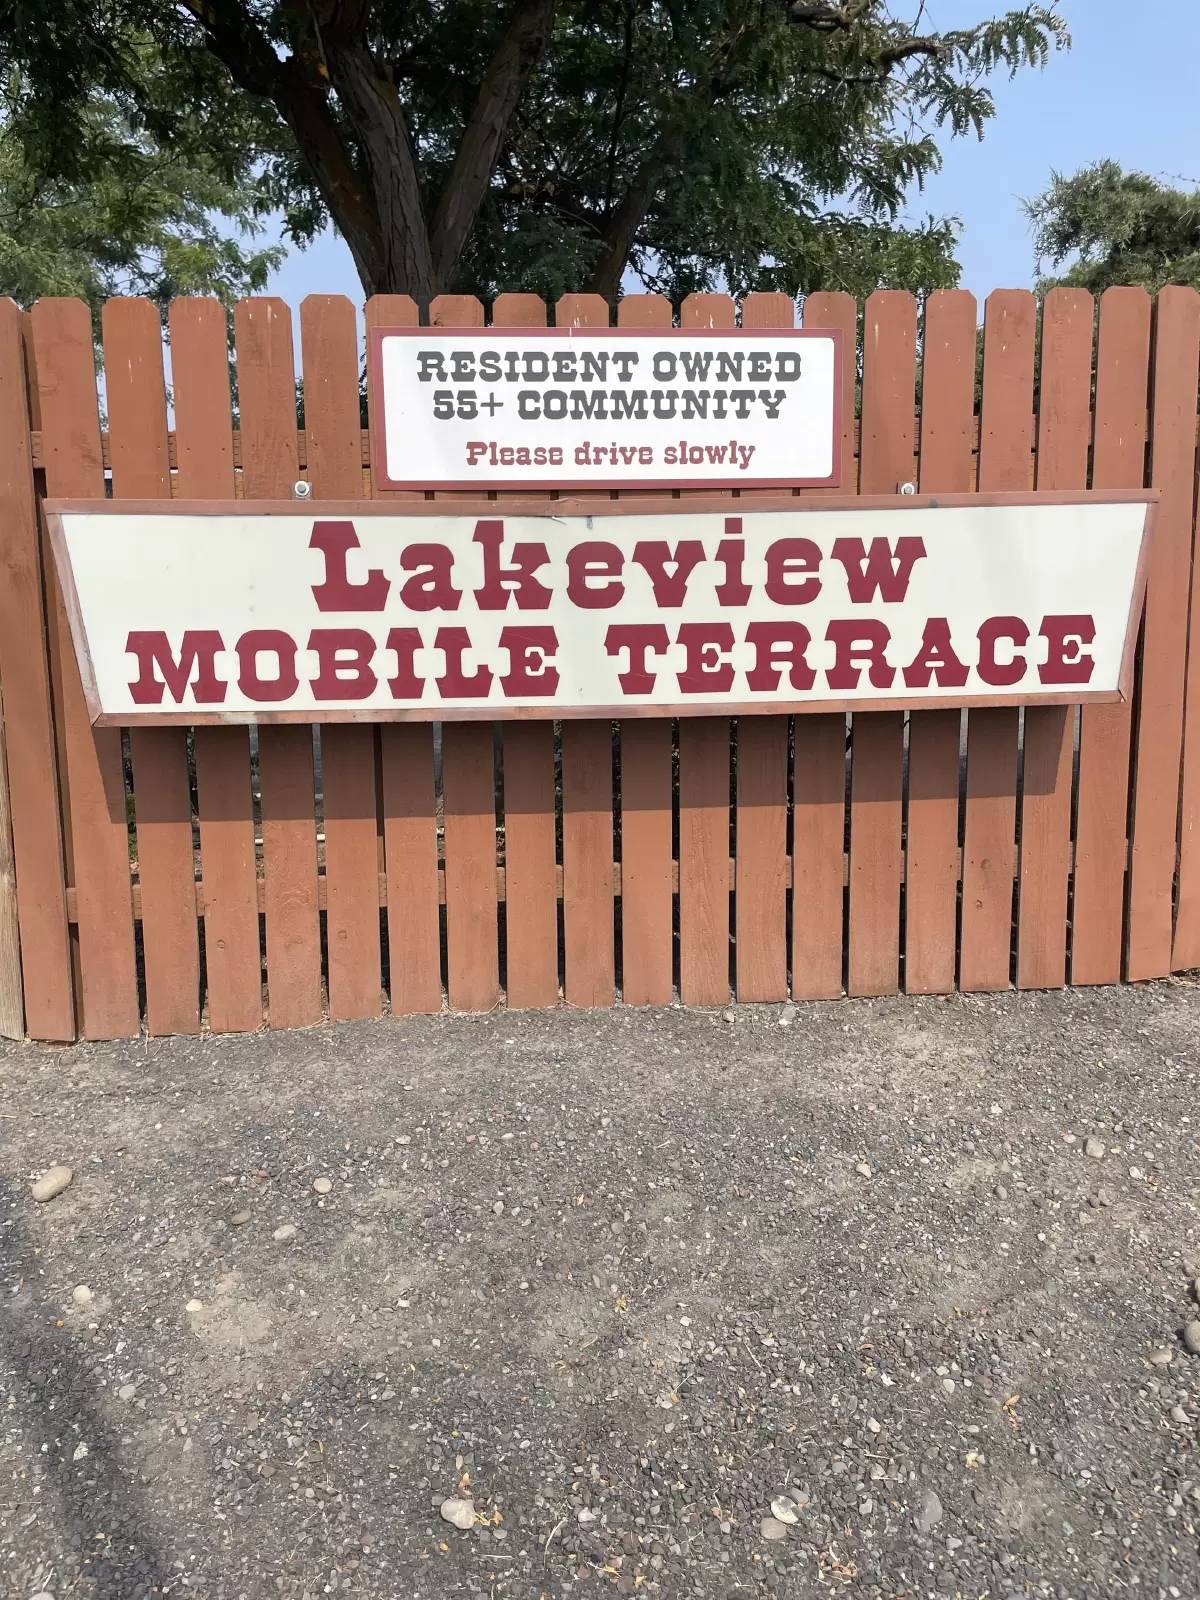 RESIDENT OWNED
55+ COMMUNITY
Please drive slowly
Lakeview
MOBILE TERRACE